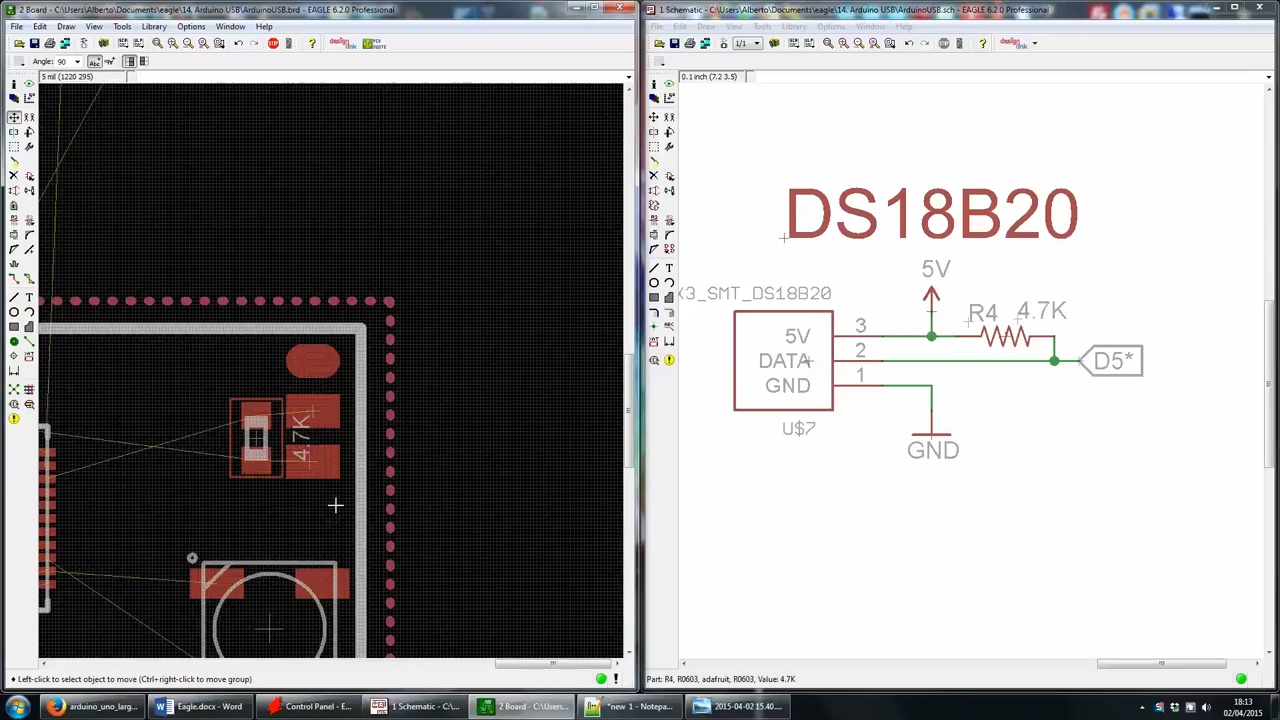 2 Board - C:\Users\Alberto\Documents\eagle\14. Arduino USB\ArduinoUSB.brd - EAGLE 6.2.0 Professional
File Edit Draw View Tools Library Options Window Help
Angle: 90
5 mil (1220 295)
4.7K
Left-click to select object to move (Ctrl+right-click to move group)
1 Schematic - C:\Users\Alberto\Documents\eagle\14. Arduino USB\ArduinoUSB.sch - EAGLE 6.2.0 Professional
File Edit Draw View Tools Library Options Window Help
1/1
0.1 inch (7.2 3.5)
DS18B20
5V
X3_SMT_DS18B20
R4 4.7K
5V 3
DATA 2 D5*
GND 1
U$7
GND
Part: R4, R0603, adafruit, R0603, Value: 4.7K
arduino_uno_larg...
Eagle.docx - Word
Control Panel - E...
1 Schematic - C:\...
2 Board - C:\Users...
*new 1 - Notepa...
2015-04-02 15.40....
18:13
02/04/2015